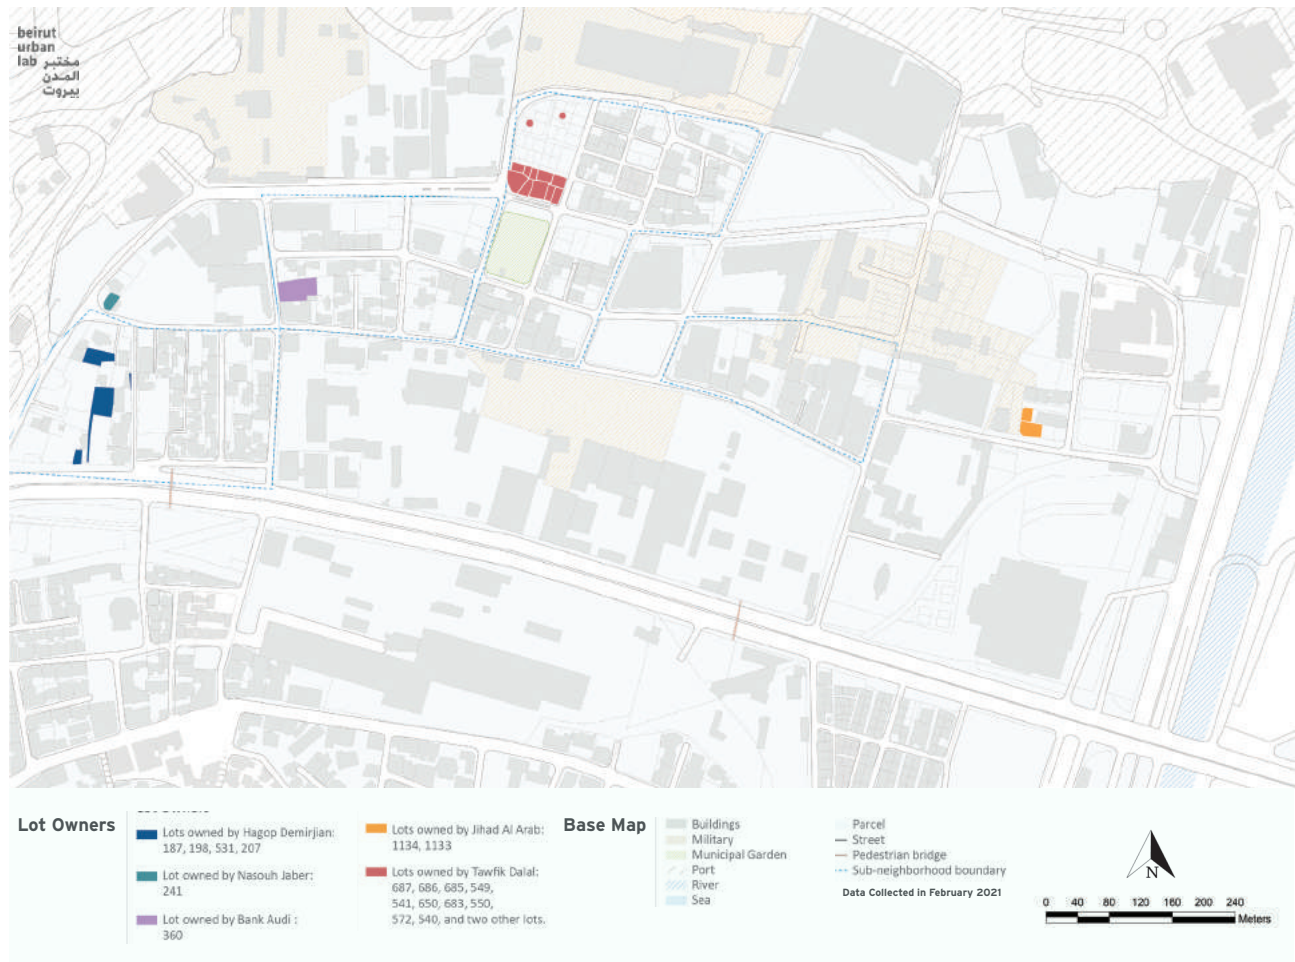 beirut
urban
lab مختبر
المدن
بيروت
Lot Owners
Lots owned by Hagop Demirjian:
187, 198, 531, 207
Lot owned by Nasouh Jaber:
241
Lot owned by Bank Audi :
360
Lots owned by Jihad Al Arab:
1134, 1133
Lots owned by Tawfik Dalal:
687, 686, 685, 549,
541, 650, 683, 550,
572, 540, and two other lots.
Base Map
Buildings
Military
Municipal Garden
Port
River
Sea
Parcel
Street
Pedestrian bridge
Sub-neighborhood boundary
Data Collected in February 2021
N
0 40 80 120 160 200 240
Meters